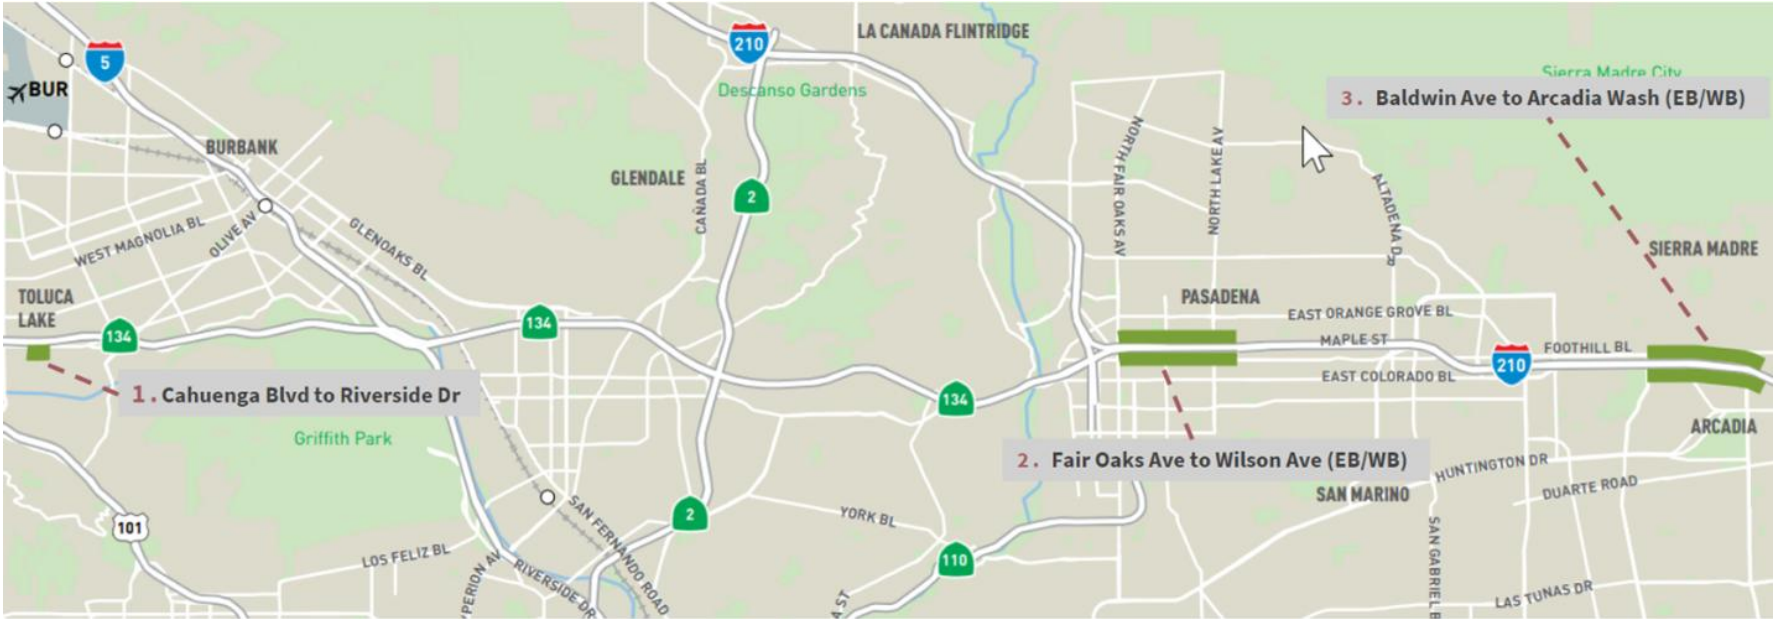 5
210
LA CANADA FLINTRIDGE
Sierra Madre City
BUR
Descanso Gardens
3. Baldwin Ave to Arcadia Wash (EB/WB)
BURBANK
GLENDALE
CAÑADA BL
2
NORTH FAIR OAKS AV
NORTH LAKE AV
ALTADENA DR
WEST MAGNOLIA BL
OLIVE AV
GLENOAKS BL
SIERRA MADRE
TOLUCA
LAKE
134
134
PASADENA
EAST ORANGE GROVE BL
MAPLE ST
FOOTHILL BL
210
EAST COLORADO BL
1. Cahuenga Blvd to Riverside Dr
134
Griffith Park
ARCADIA
2. Fair Oaks Ave to Wilson Ave (EB/WB)
HUNTINGTON DR
SAN MARINO
DUARTE ROAD
101
2
YORK BL
SAN FERNANDO ROAD
LOS FELIZ BL
110
RIVERSIDE DR
SAN GABRIEL B
LAS TUNAS DR
PERION AV
A ST